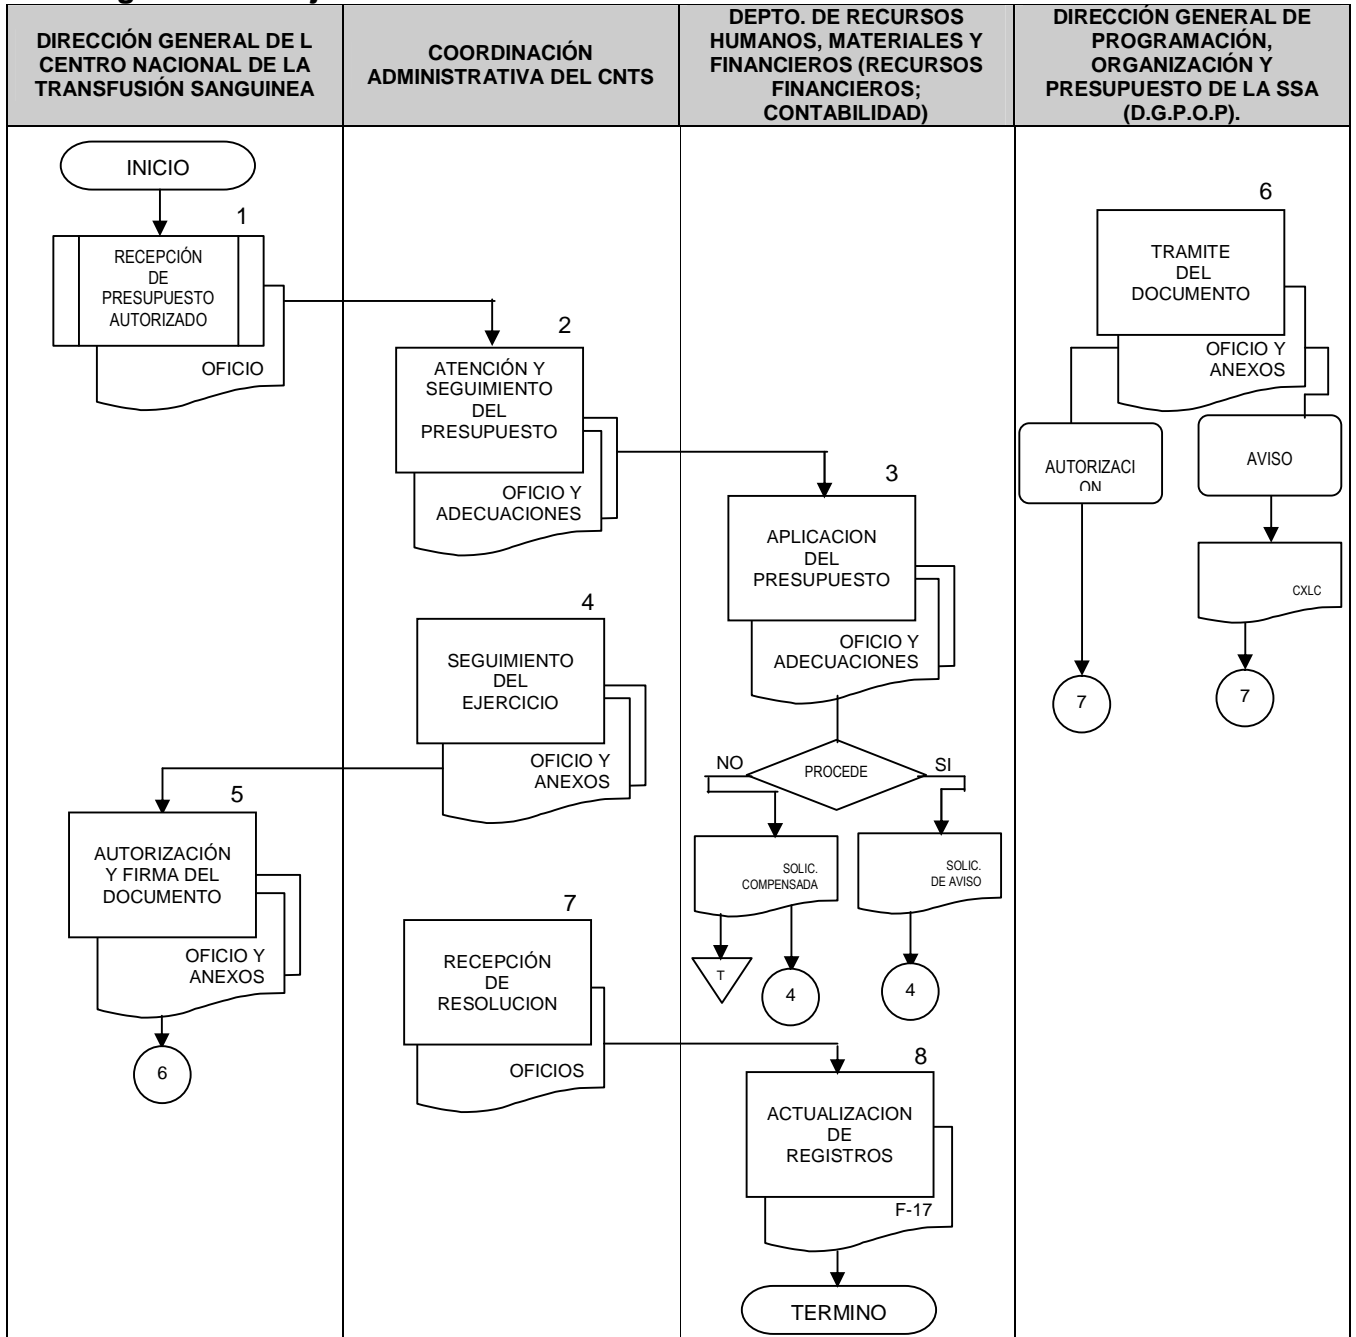 DIRECCIÓN GENERAL DE L
CENTRO NACIONAL DE LA
TRANSFUSIÓN SANGUINEA
COORDINACIÓN
ADMINISTRATIVA DEL CNTS
DEPTO. DE RECURSOS
HUMANOS, MATERIALES Y
FINANCIEROS (RECURSOS
FINANCIEROS;
CONTABILIDAD)
DIRECCIÓN GENERAL DE
PROGRAMACIÓN,
ORGANIZACIÓN Y
PRESUPUESTO DE LA SSA
(D.G.P.O.P).
INICIO
1
RECEPCIÓN
DE
PRESUPUESTO
AUTORIZADO
OFICIO
2
ATENCIÓN Y
SEGUIMIENTO
DEL
PRESUPUESTO
OFICIO Y
ADECUACIONES
3
APLICACION
DEL
PRESUPUESTO
OFICIO Y
ADECUACIONES
PROCEDE
NO
SI
SOLIC.
COMPENSADA
SOLIC.
DE AVISO
T
4
4
4
SEGUIMIENTO
DEL
EJERCICIO
OFICIO Y
ANEXOS
5
AUTORIZACIÓN
Y FIRMA DEL
DOCUMENTO
OFICIO Y
ANEXOS
6
6
TRAMITE
DEL
DOCUMENTO
OFICIO Y
ANEXOS
AUTORIZACI
ON
AVISO
CXLC
7
7
7
RECEPCIÓN
DE
RESOLUCION
OFICIOS
8
ACTUALIZACION
DE
REGISTROS
F-17
TERMINO